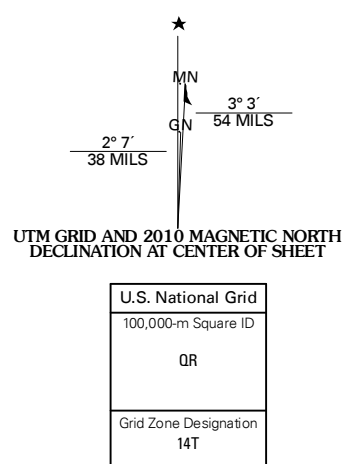 MN
3° 3´
54 MILS
GN
2° 7´
38 MILS
UTM GRID AND 2010 MAGNETIC NORTH
DECLINATION AT CENTER OF SHEET
U.S. National Grid
100,000-m Square ID
QR
Grid Zone Designation
14T